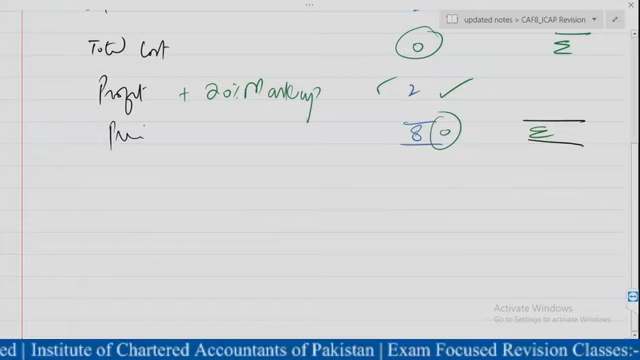 updated notes > CAF8_ICAP Revision
Total Cost 0 Σ
Profit + 20% Markup 2 ✓
Pri 8 0 Σ
Activate Windows
Go to Settings to activate Windows.
ed | Institute of Chartered Accountants of Pakistan | Exam Focused Revision Classes: